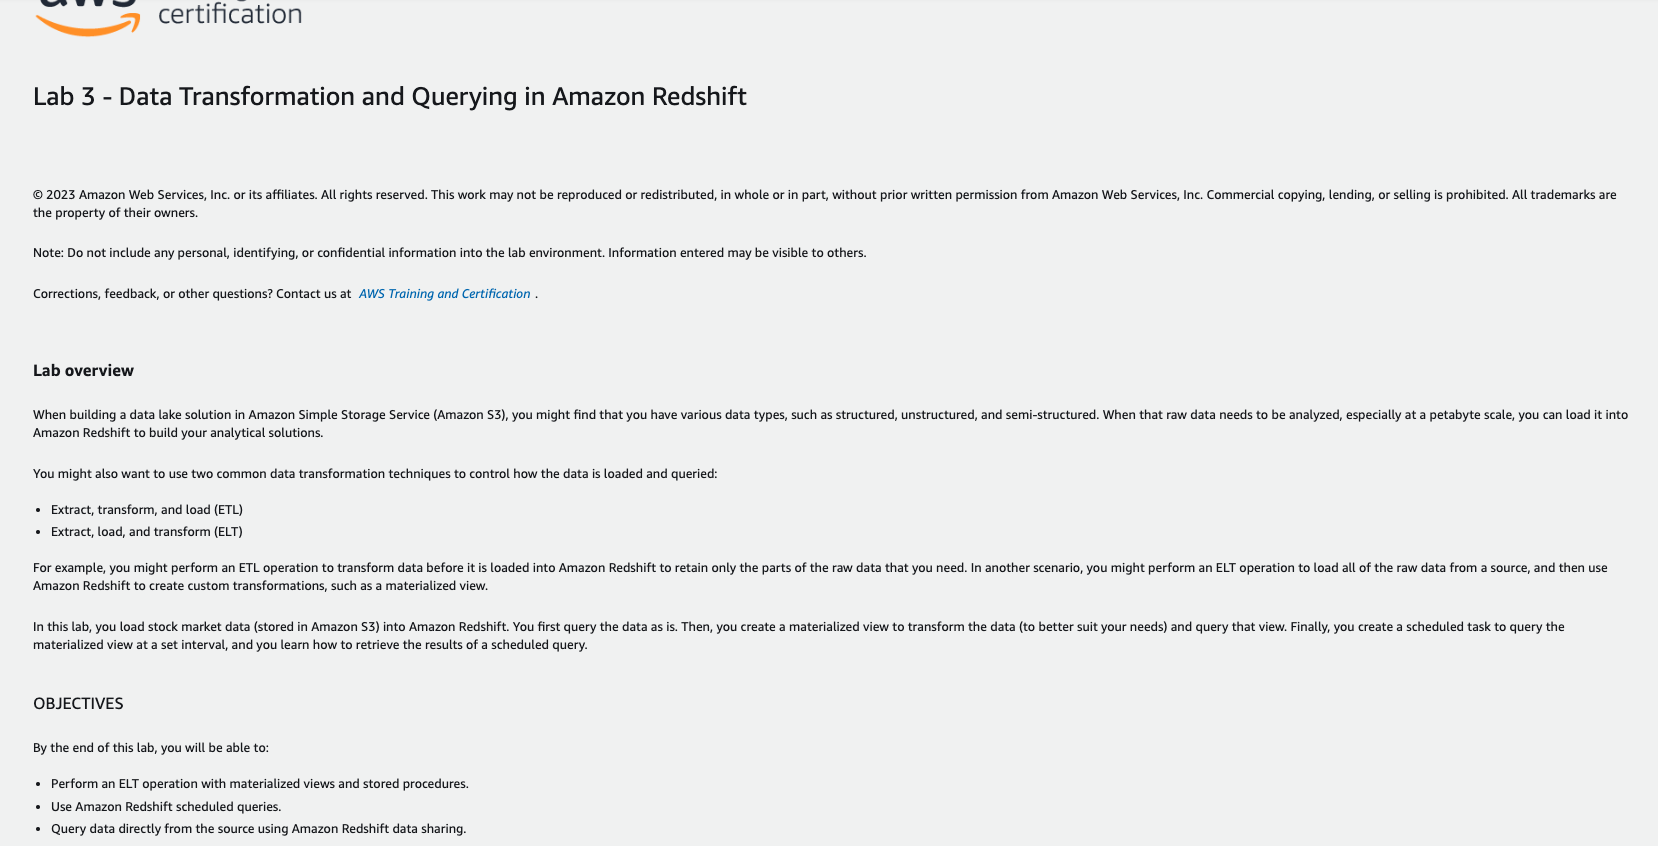 aws
certification
Lab 3 - Data Transformation and Querying in Amazon Redshift
© 2023 Amazon Web Services, Inc. or its affiliates. All rights reserved. This work may not be reproduced or redistributed, in whole or in part, without prior written permission from Amazon Web Services, Inc. Commercial copying, lending, or selling is prohibited. All trademarks are
the property of their owners.
Note: Do not include any personal, identifying, or confidential information into the lab environment. Information entered may be visible to others.
Corrections, feedback, or other questions? Contact us at AWS Training and Certification .
Lab overview
When building a data lake solution in Amazon Simple Storage Service (Amazon S3), you might find that you have various data types, such as structured, unstructured, and semi-structured. When that raw data needs to be analyzed, especially at a petabyte scale, you can load it into
Amazon Redshift to build your analytical solutions.
You might also want to use two common data transformation techniques to control how the data is loaded and queried:
• Extract, transform, and load (ETL)
• Extract, load, and transform (ELT)
For example, you might perform an ETL operation to transform data before it is loaded into Amazon Redshift to retain only the parts of the raw data that you need. In another scenario, you might perform an ELT operation to load all of the raw data from a source, and then use
Amazon Redshift to create custom transformations, such as a materialized view.
In this lab, you load stock market data (stored in Amazon S3) into Amazon Redshift. You first query the data as is. Then, you create a materialized view to transform the data (to better suit your needs) and query that view. Finally, you create a scheduled task to query the
materialized view at a set interval, and you learn how to retrieve the results of a scheduled query.
OBJECTIVES
By the end of this lab, you will be able to:
• Perform an ELT operation with materialized views and stored procedures.
• Use Amazon Redshift scheduled queries.
• Query data directly from the source using Amazon Redshift data sharing.